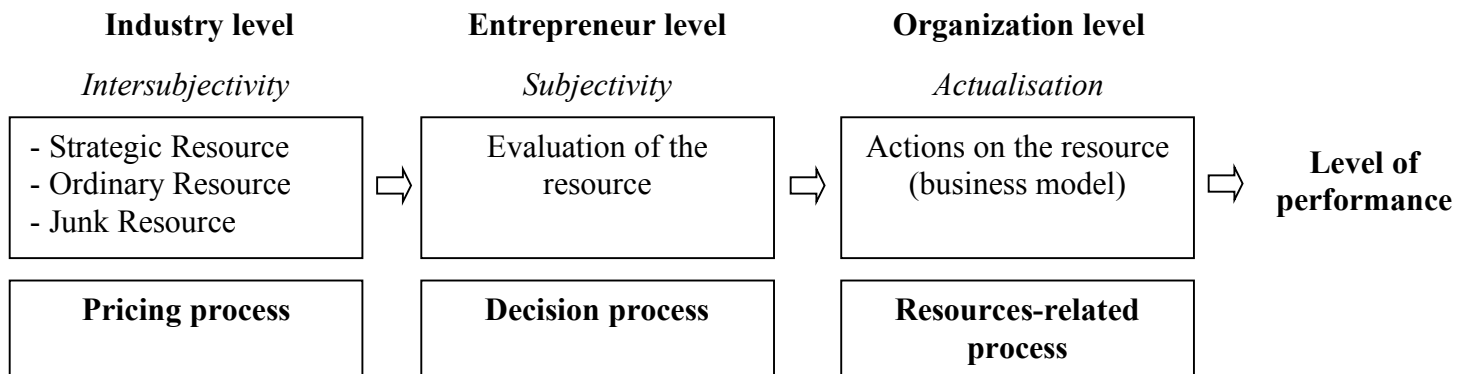 Industry level
Entrepreneur level
Organization level
Intersubjectivity
Subjectivity
Actualisation
- Strategic Resource
- Ordinary Resource
- Junk Resource
Evaluation of the
resource
Actions on the resource
(business model)
Level of
performance
Pricing process
Decision process
Resources-related
process